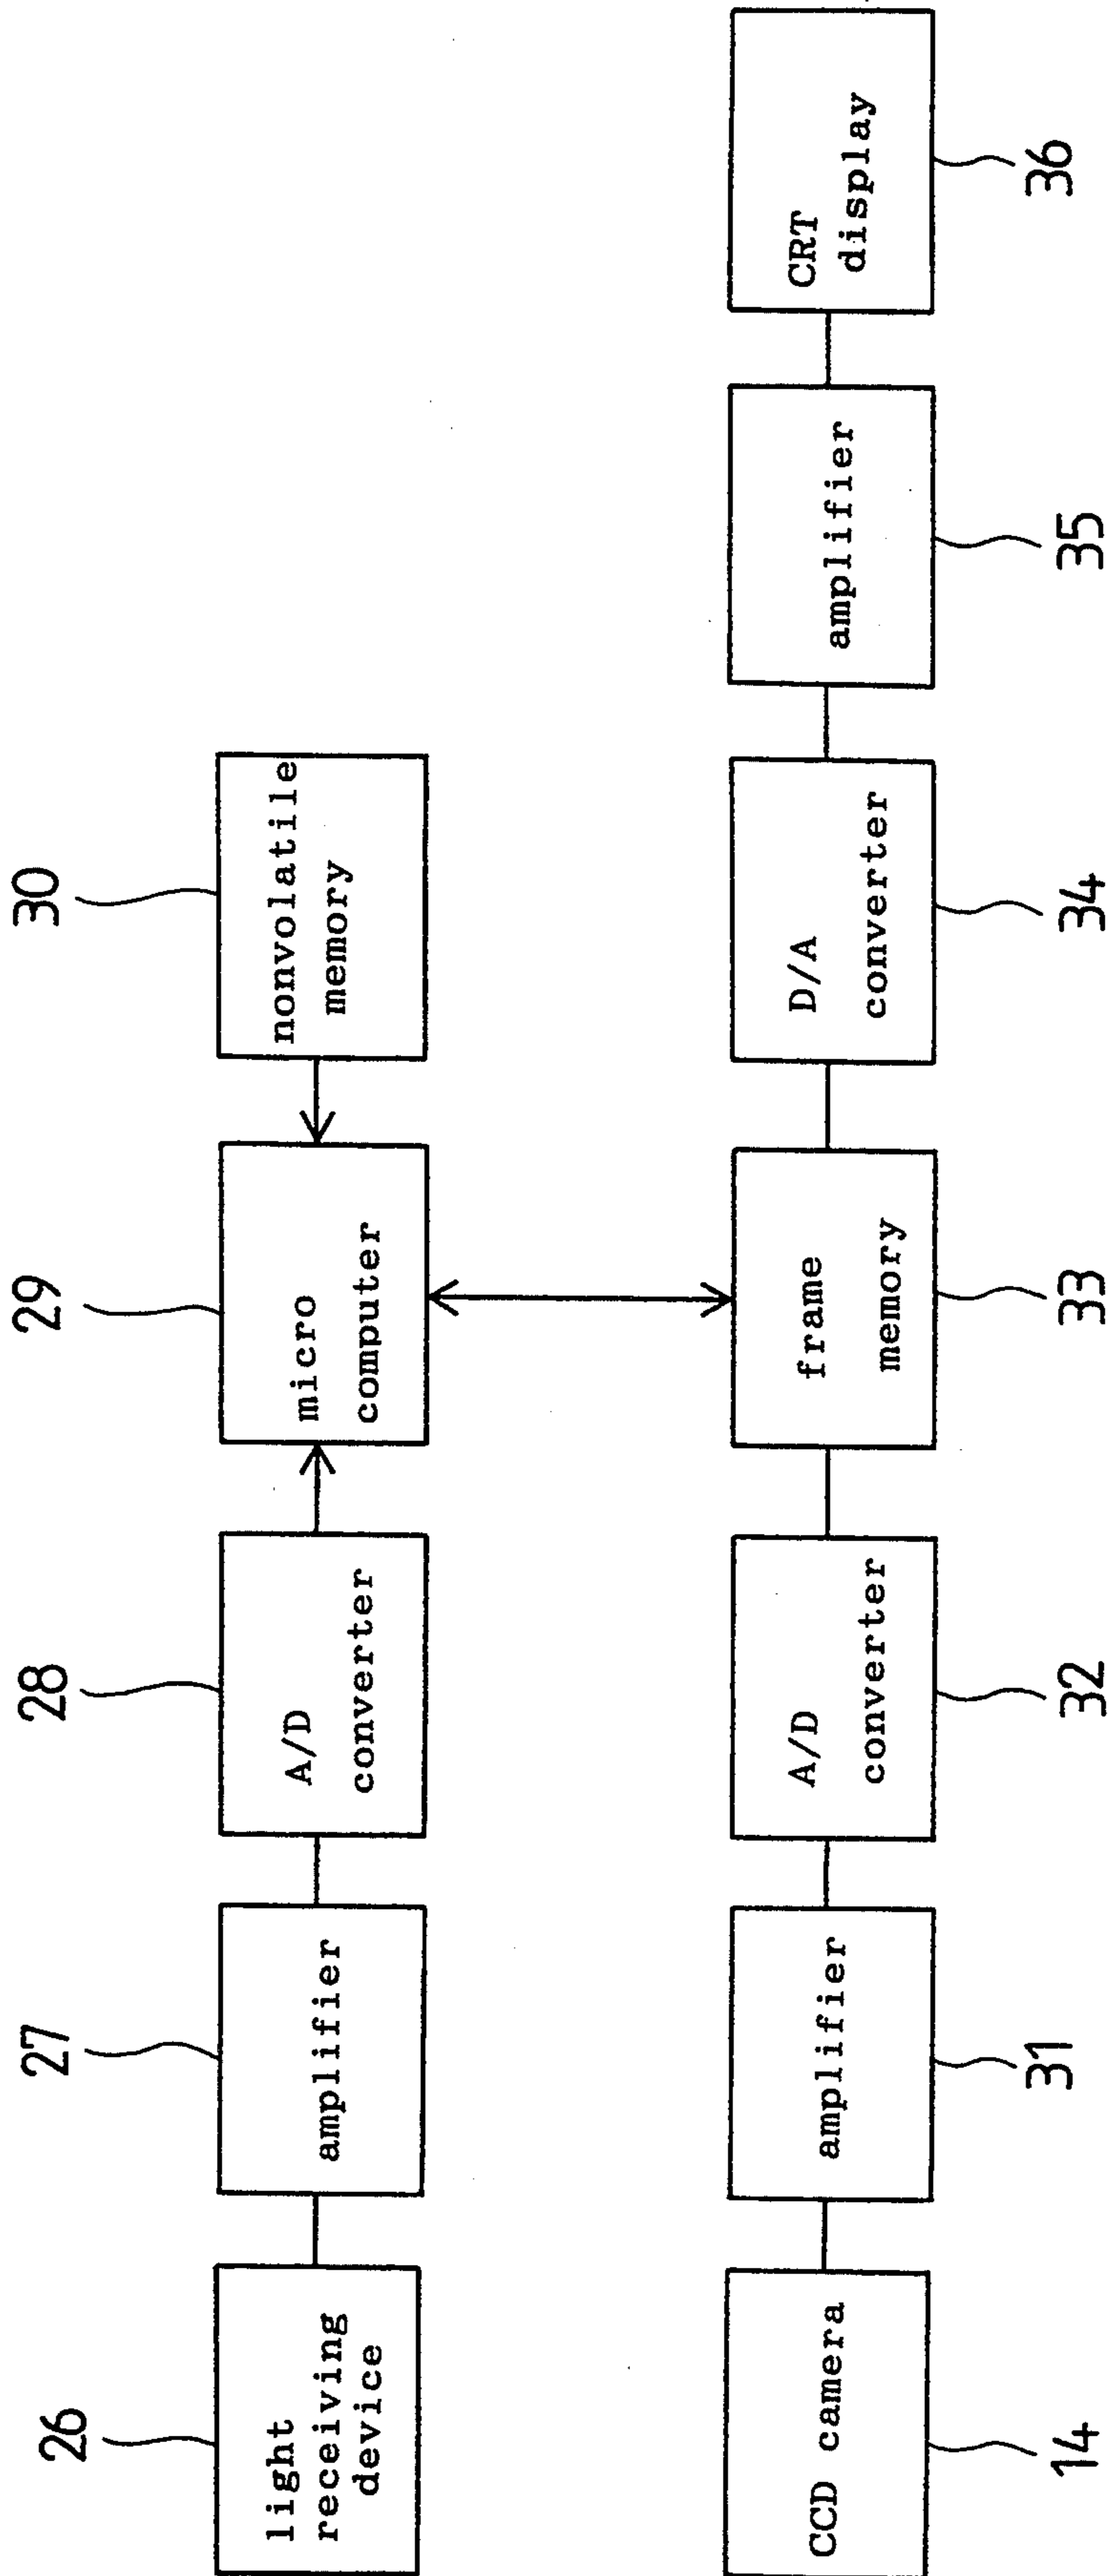 26
27
28
29
30
light
receiving
device
amplifier
A/D
converter
micro
computer
nonvolatile
memory
CCD camera
amplifier
A/D
converter
frame
memory
D/A
converter
amplifier
CRT
display
14
31
32
33
34
35
36